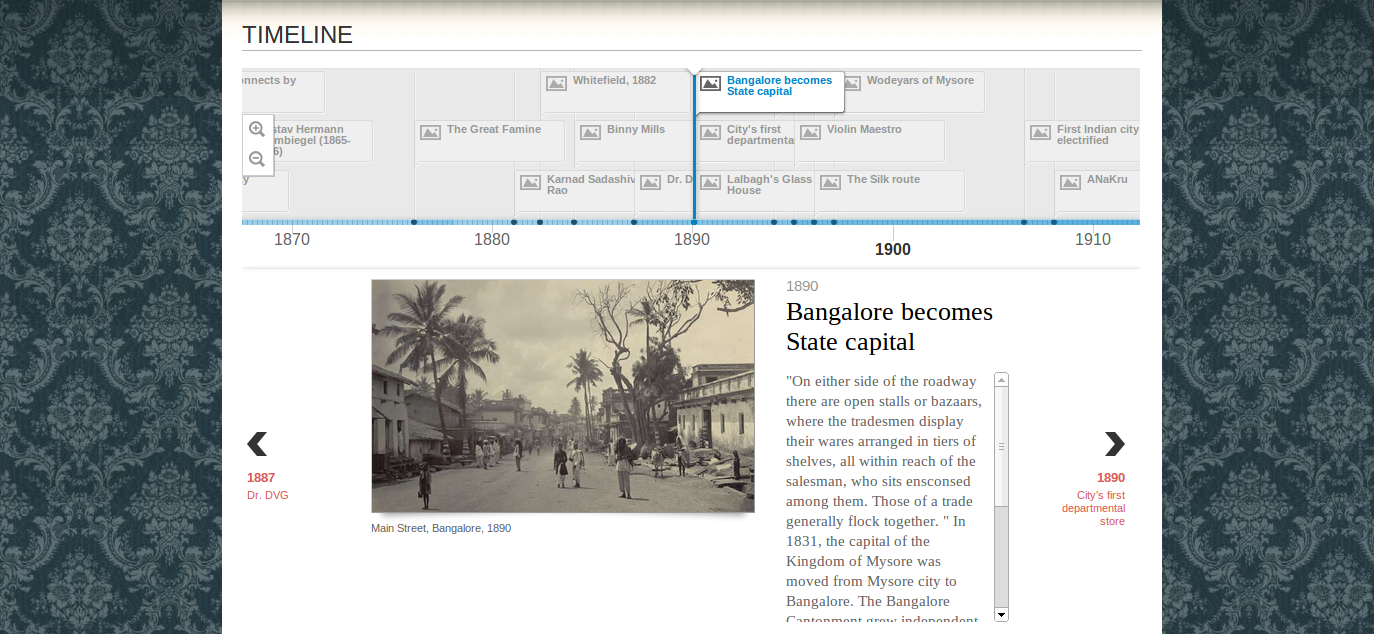 TIMELINE
nnects by
Whitefield, 1882
Bangalore becomes
State capital
Wodeyars of Mysore
stav Hermann
mbiegel (1865-
6)
The Great Famine
Binny Mills
City's first
departmenta
Violin Maestro
First Indian city
electrified
y
Karnad Sadashiv
Rao
Dr. D
Lalbagh's Glass
House
The Silk route
ANaKru
1870
1880
1890
1900
1910
1890
Bangalore becomes
State capital
"On either side of the roadway
there are open stalls or bazaars,
where the tradesmen display
their wares arranged in tiers of
shelves, all within reach of the
salesman, who sits ensconsed
among them. Those of a trade
generally flock together. " In
1831, the capital of the
Kingdom of Mysore was
moved from Mysore city to
Bangalore. The Bangalore
Cantonment grew independent
Main Street, Bangalore, 1890
1887
Dr. DVG
1890
City's first
departmental
store